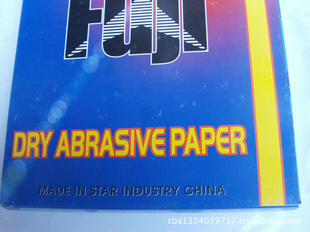 Fuji
DRY ABRASIVE PAPER
MADE IN STAR INDUSTRY CHINA